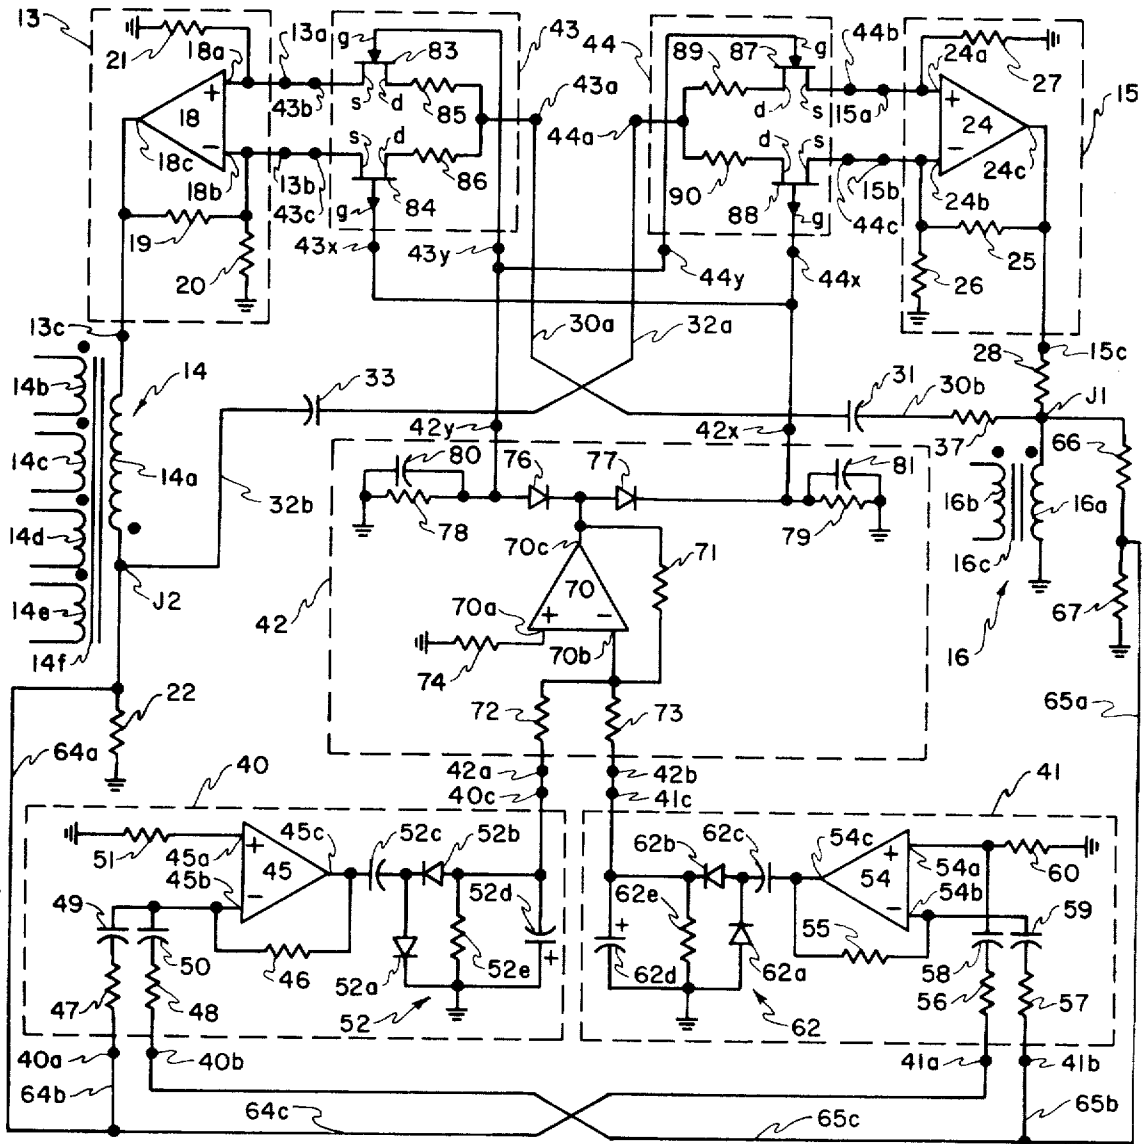 13
21
18a
13a
g
83
43
44
89
87
g
44b
24a
27
15
+
18
−
43b
s
d
85
43a
44a
d
s
15a
+
24
−
18c
18b
13b
43c
s
d
86
84
g
43x
43y
90
d
s
88
g
15b
44c
24b
24c
19
20
44y
44x
26
25
13c
14
14b
14c
14a
14d
14e
14f
33
30a
32a
31
30b
28
15c
J1
37
66
42y
42x
32b
80
76
77
81
78
79
16b
16a
16c
16
67
J2
70c
71
70
70a
+
−
70b
42
74
22
72
73
65a
64a
42a
40c
42b
41c
40
41
51
45a
+
45
45b
−
45c
52c
52b
52d
+
62b
62c
54c
+
54a
54
−
54b
60
49
50
46
52a
52e
62e
+
62d
62a
55
58
59
47
48
52
62
56
57
40a
40b
41a
41b
64b
64c
65c
65b